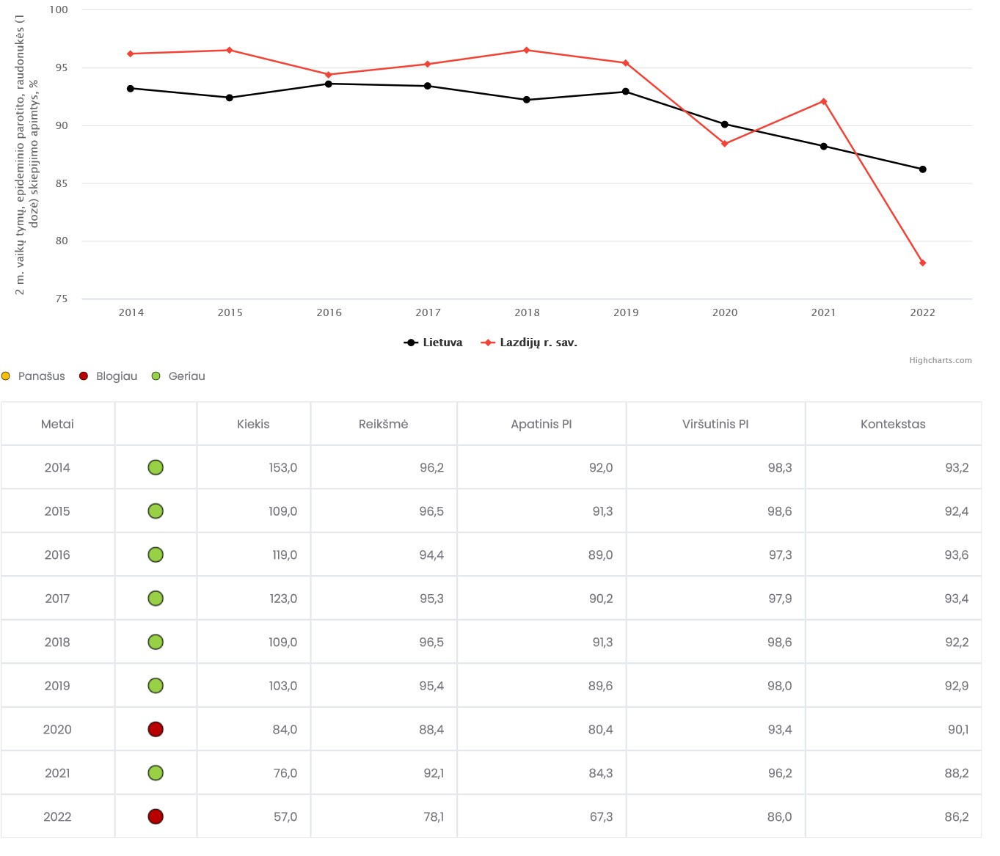 100
95
90
85
80
75
2 m. vaikų tymų, epideminio parotito, raudonukės (1
dozė) skiepijimo apimtys, %
2014 2015 2016 2017 2018 2019 2020 2021 2022
Lietuva Lazdijų r. sav.
Highcharts.com
Panašus Blogiau Geriau
Metai Kiekis Reikšmė Apatinis PI Viršutinis PI Kontekstas
2014 153,0 96,2 92,0 98,3 93,2
2015 109,0 96,5 91,3 98,6 92,4
2016 119,0 94,4 89,0 97,3 93,6
2017 123,0 95,3 90,2 97,9 93,4
2018 109,0 96,5 91,3 98,6 92,2
2019 103,0 95,4 89,6 98,0 92,9
2020 84,0 88,4 80,4 93,4 90,1
2021 76,0 92,1 84,3 96,2 88,2
2022 57,0 78,1 67,3 86,0 86,2